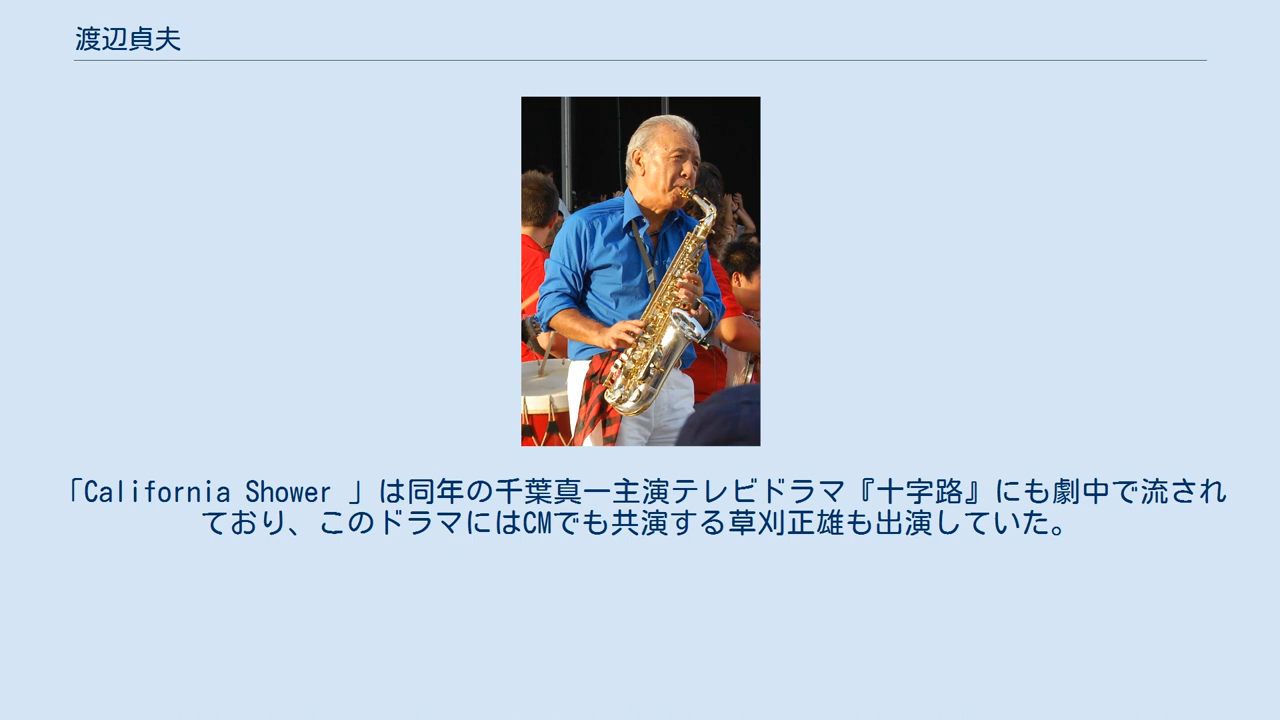 渡辺貞夫
「California Shower 」は同年の千葉真一主演テレビドラマ『十字路』にも劇中で流され
ており、このドラマにはCMでも共演する草刈正雄も出演していた。